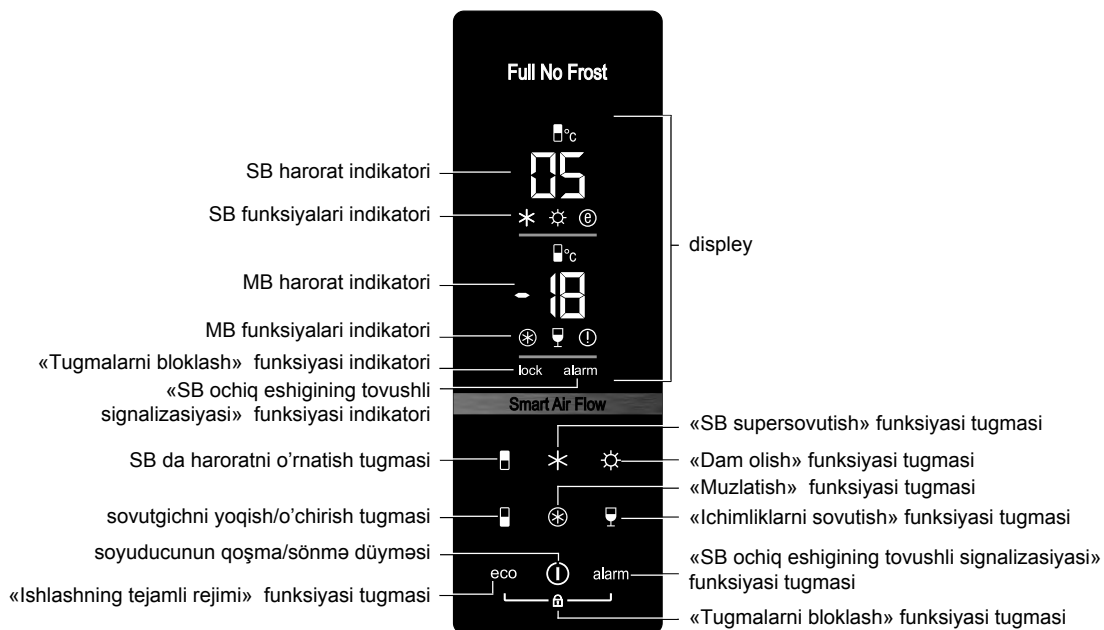 Full No Frost
°C
SB harorat indikatori
05
SB funksiyalari indikatori
e
displey
°C
MB harorat indikatori
-18
MB funksiyalari indikatori
!
«Tugmalarni bloklash» funksiyasi indikatori
lock alarm
«SB ochiq eshigining tovushli
signalizasiyasi» funksiyasi indikatori
Smart Air Flow
«SB supersovutish» funksiyasi tugmasi
SB da haroratni o’rnatish tugmasi
«Dam olish» funksiyasi tugmasi
«Muzlatish» funksiyasi tugmasi
sovutgichni yoqish/o’chirish tugmasi
«Ichimliklarni sovutish» funksiyasi tugmasi
soyuducunun qoşma/sönmə düyməsi
«SB ochiq eshigining tovushli signalizasiyasi»
funksiyasi tugmasi
eco alarm
«Ishlashning tejamli rejimi» funksiyasi tugmasi
«Tugmalarni bloklash» funksiyasi tugmasi